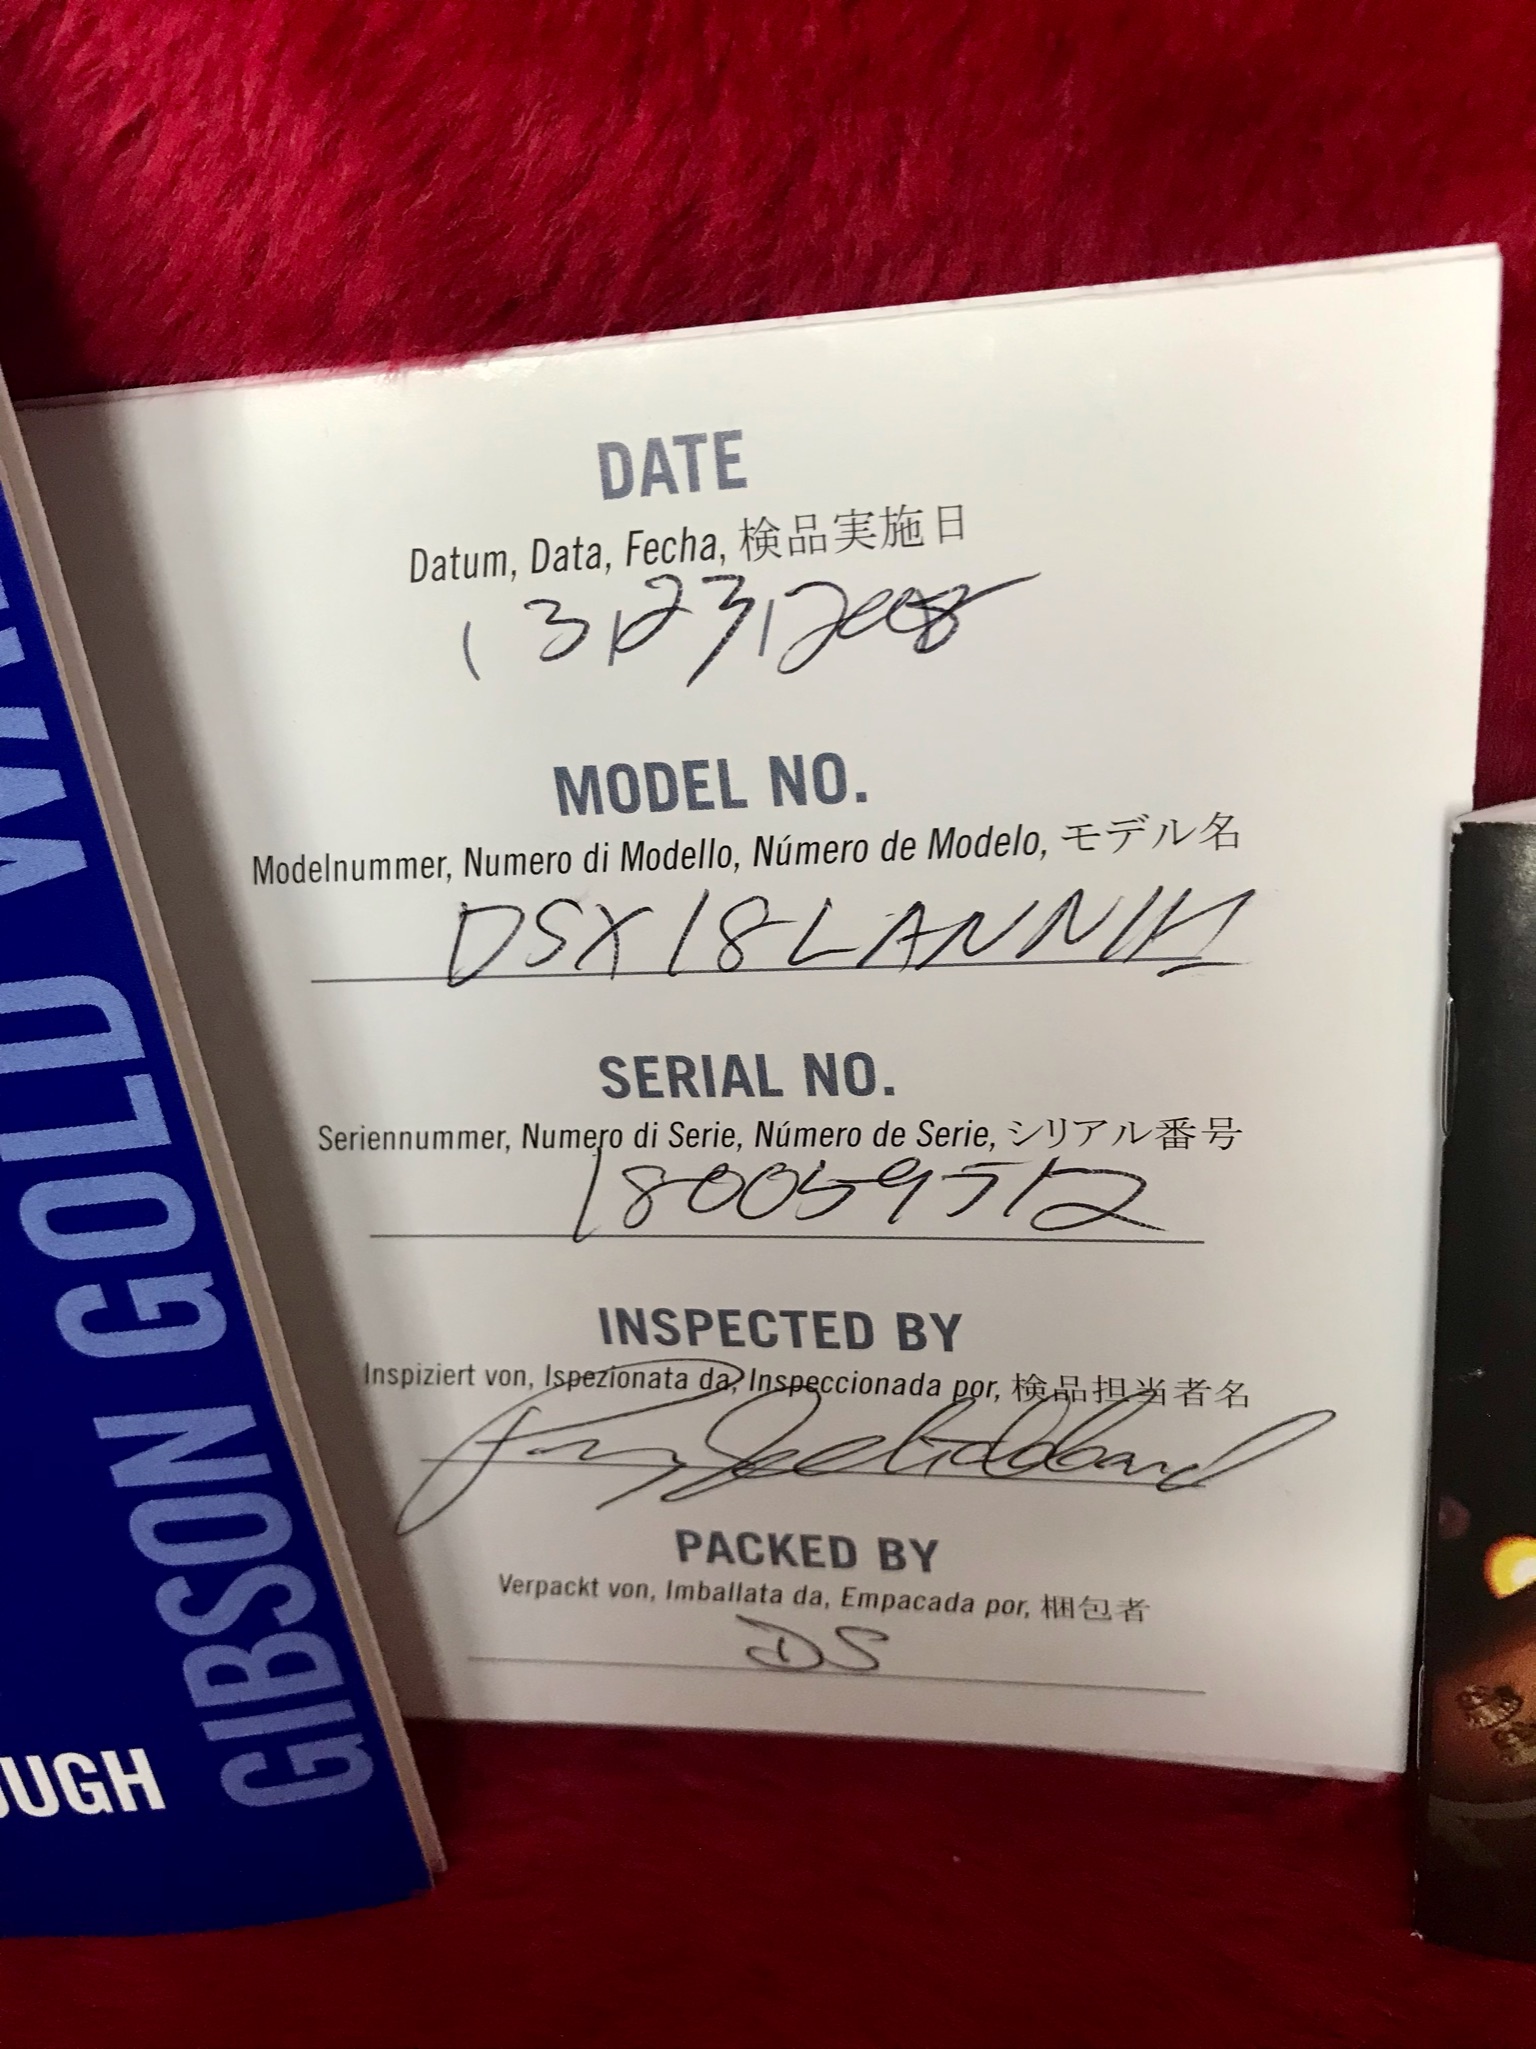 DATE
Datum, Data, Fecha, 検品実施日
MODEL NO.
Modelnummer, Numero di Modello, Número de Modelo, モデル名
DSX18LANNH1
SERIAL NO.
Seriennummer, Numero di Serie, Número de Serie, シリアル番号
180059512
INSPECTED BY
Inspiziert von, Ispezionata da, Inspeccionada por, 検品担当者名
PACKED BY
Verpackt von, Imballata da, Empacada por, 梱包者
DS
GIBSON GOLD
UGH